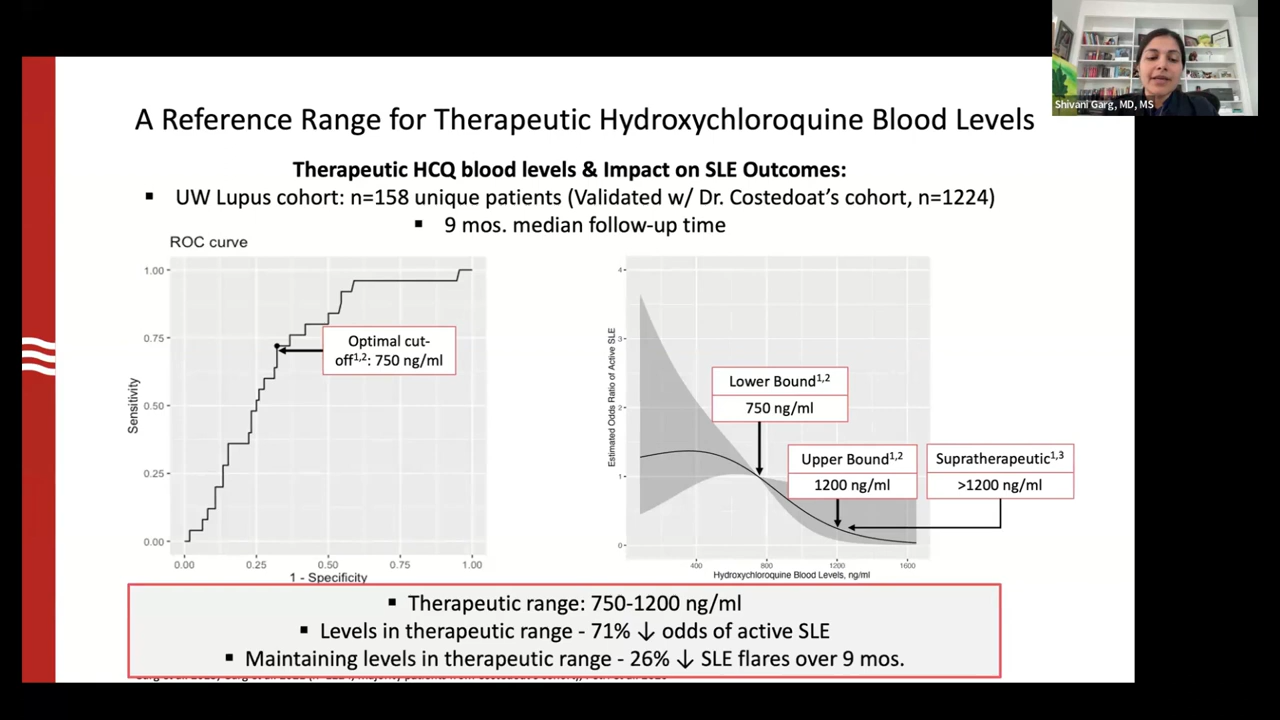 Shivani Garg, MD, MS
A Reference Range for Therapeutic Hydroxychloroquine Blood Levels
Therapeutic HCQ blood levels & Impact on SLE Outcomes:
▪ UW Lupus cohort: n=158 unique patients (Validated w/ Dr. Costedoat's cohort, n=1224)
▪ 9 mos. median follow-up time
ROC curve
1.00
0.75
0.50
0.25
0.00
Sensitivity
0.00 0.25 0.50 0.75 1.00
1 - Specificity
Optimal cut-
off1,2: 750 ng/ml
4
3
2
1
0
Estimated Odds Ratio of Active SLE
400 800 1200 1600
Hydroxychloroquine Blood Levels, ng/ml
Lower Bound1,2
750 ng/ml
Upper Bound1,2
1200 ng/ml
Supratherapeutic1,3
>1200 ng/ml
▪ Therapeutic range: 750-1200 ng/ml
▪ Levels in therapeutic range - 71% ↓ odds of active SLE
▪ Maintaining levels in therapeutic range - 26% ↓ SLE flares over 9 mos.